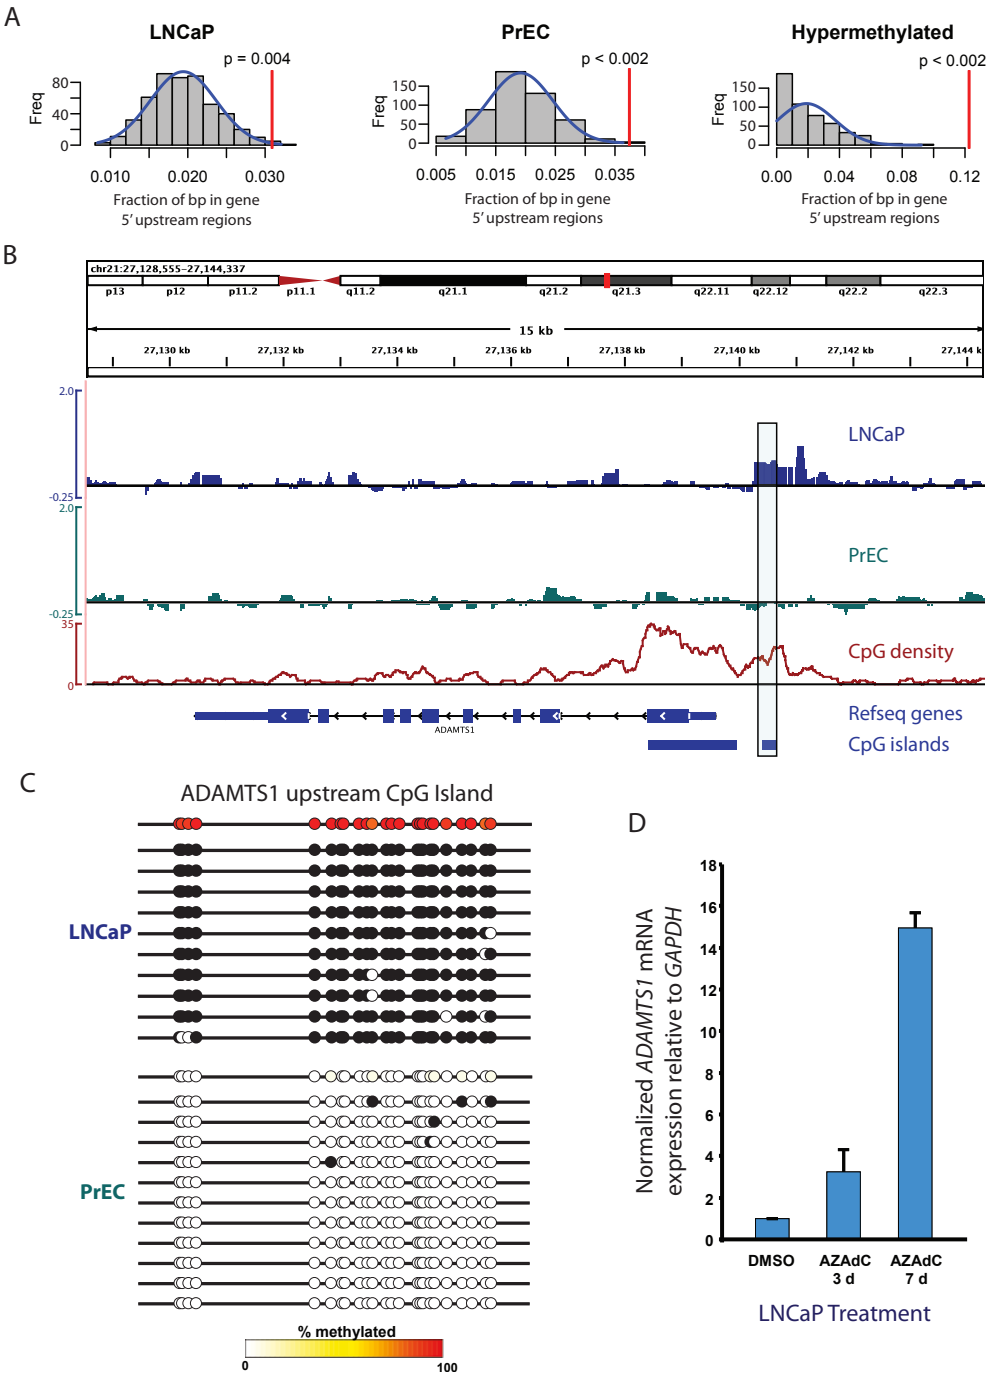 A
LNCaP
p = 0.004
Freq
80
40
0
0.010 0.020 0.030
Fraction of bp in gene
5' upstream regions
PrEC
p < 0.002
Freq
150
100
50
0
0.005 0.015 0.025 0.035
Fraction of bp in gene
5' upstream regions
Hypermethylated
p < 0.002
Freq
150
100
50
0
0.00 0.04 0.08 0.12
Fraction of bp in gene
5' upstream regions
B
chr21:27,128,555-27,144,337
p13 p12 p11.2 p11.1 q11.2 q21.1 q21.2 q21.3 q22.11 q22.12 q22.2 q22.3
15 kb
27,130 kb 27,132 kb 27,134 kb 27,136 kb 27,138 kb 27,140 kb 27,142 kb 27,144 k
2.0
LNCaP
-0.25
2.0
PrEC
-0.25
35
CpG density
0
Refseq genes
ADAMTS1
CpG islands
C
ADAMTS1 upstream CpG Island
LNCaP
PrEC
% methylated
0 100
D
Normalized ADAMTS1 mRNA
expression relative to GAPDH
18
16
14
12
10
8
6
4
2
0
DMSO AZAdC AZAdC
3 d 7 d
LNCaP Treatment